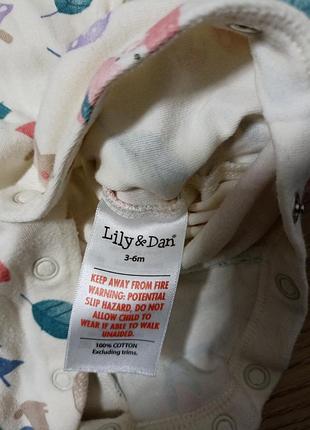 Lily&Dan®
3-6m
KEEP AWAY FROM FIRE
WARNING: POTENTIAL
SLIP HAZARD, DO NOT
ALLOW CHILD TO
WEAR IF ABLE TO WALK
UNAIDED.
100% COTTON
Excluding trims.